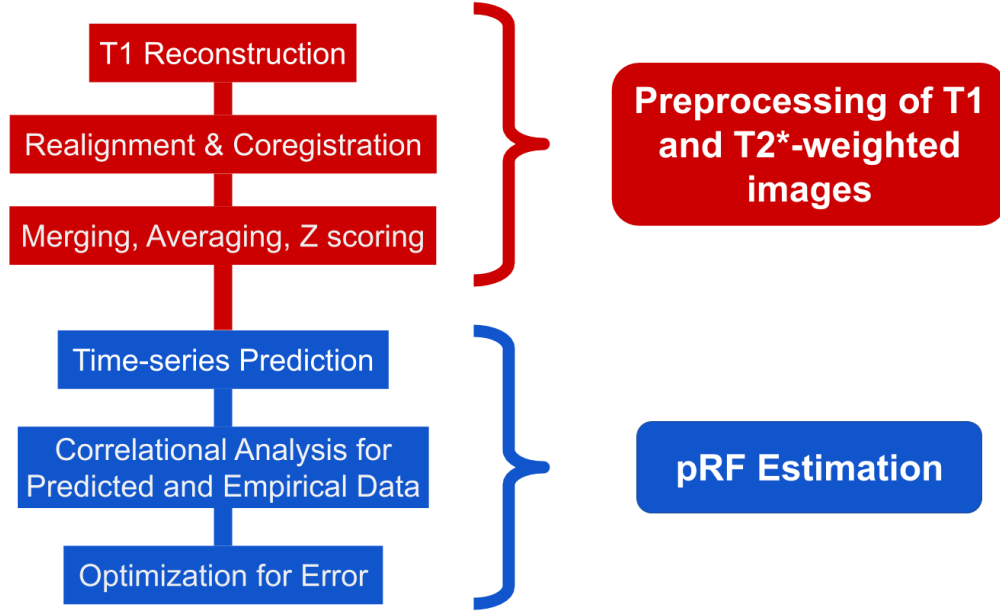 T1 Reconstruction
Realignment & Coregistration
Merging, Averaging, Z scoring
Preprocessing of T1
and T2*-weighted
images
Time-series Prediction
Correlational Analysis for
Predicted and Empirical Data
Optimization for Error
pRF Estimation